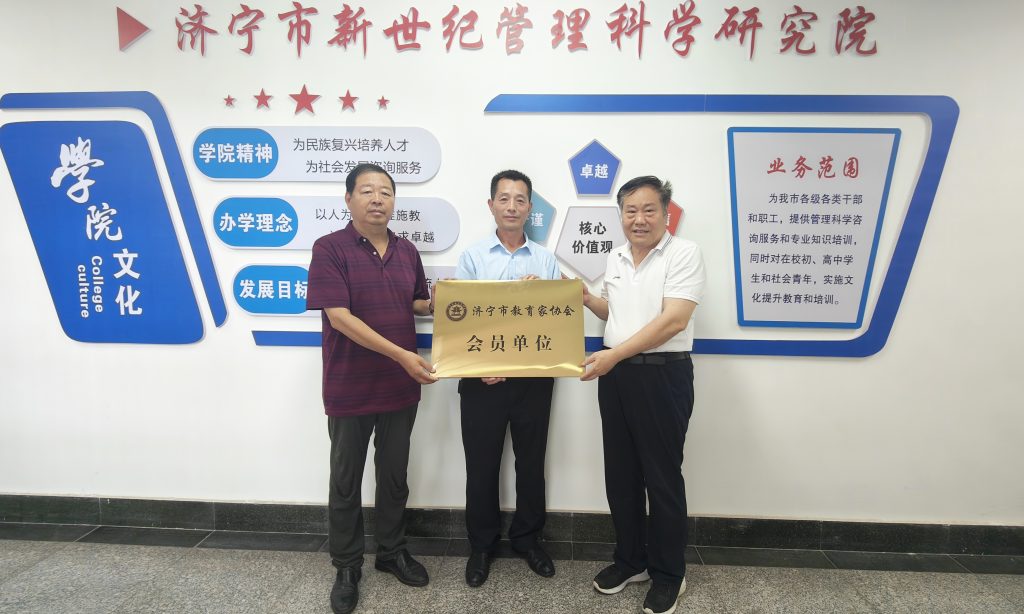 济宁市新世纪管理科学研究院
学院文化
College
culture
学院精神
为民族复兴培养人才
为社会发展咨询服务
办学理念
以人为
施教
求卓越
发展目标
卓越
谨
核心
价值观
业务范围
为我市各级各类干部
和职工，提供管理科学咨
询服务和专业知识培训，
同时对在校初、高中学
生和社会青年，实施文
化提升教育和培训。
济宁市教育家协会
会员单位